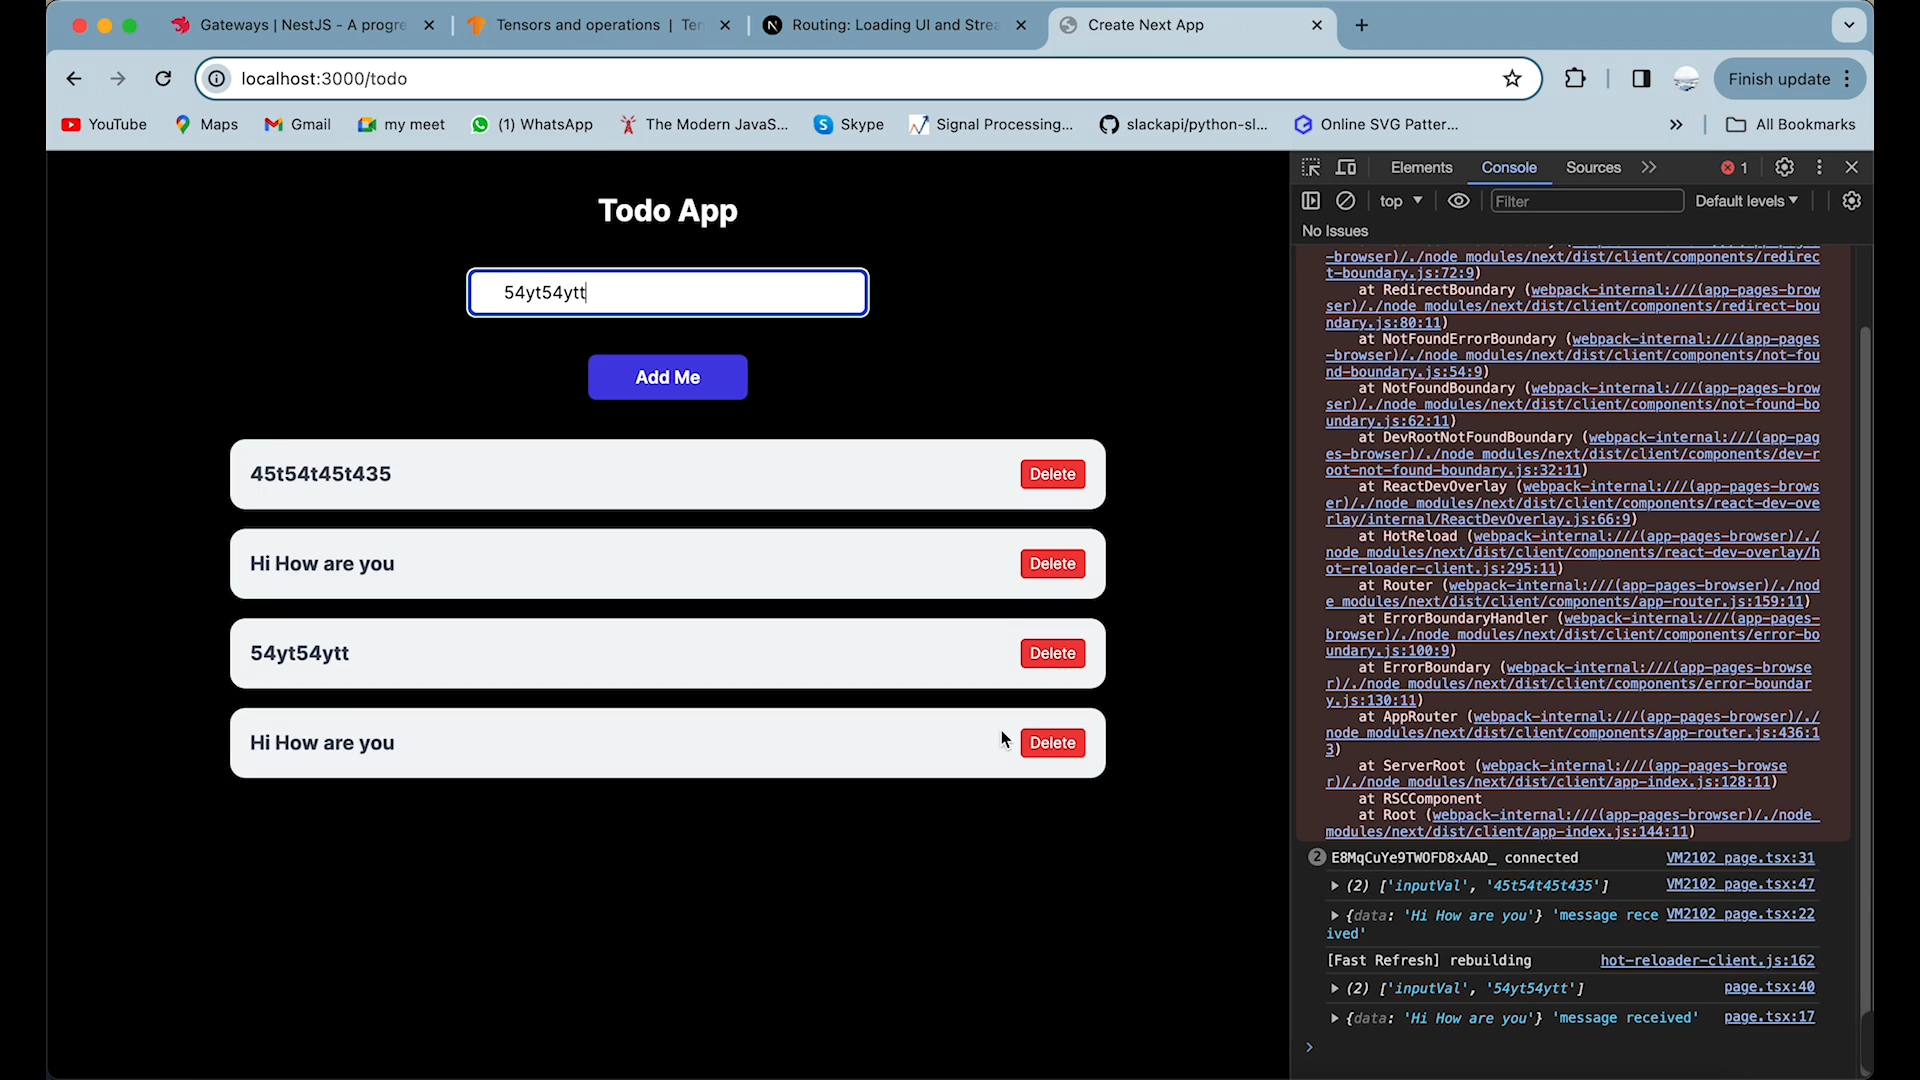 Gateways | NestJS - A progre
Tensors and operations | Ten
Routing: Loading UI and Strea
Create Next App
localhost:3000/todo
Finish update
YouTube
Maps
Gmail
my meet
(1) WhatsApp
The Modern JavaS...
Skype
Signal Processing...
slackapi/python-sl...
Online SVG Patter...
All Bookmarks
Todo App
54yt54ytt
Add Me
45t54t45t435
Delete
Hi How are you
Delete
54yt54ytt
Delete
Hi How are you
Delete
Elements
Console
Sources
1
top
Filter
Default levels
No Issues
-browser)/./node_modules/next/dist/client/components/redirec
t-boundary.js:72:9)
at RedirectBoundary (webpack-internal:///(app-pages-brow
ser)/./node_modules/next/dist/client/components/redirect-bou
ndary.js:80:11)
at NotFoundErrorBoundary (webpack-internal:///(app-pages
-browser)/./node_modules/next/dist/client/components/not-fou
nd-boundary.js:54:9)
at NotFoundBoundary (webpack-internal:///(app-pages-brow
ser)/./node_modules/next/dist/client/components/not-found-bo
undary.js:62:11)
at DevRootNotFoundBoundary (webpack-internal:///(app-pag
es-browser)/./node_modules/next/dist/client/components/dev-r
oot-not-found-boundary.js:32:11)
at ReactDevOverlay (webpack-internal:///(app-pages-brows
er)/./node_modules/next/dist/client/components/react-dev-ove
rlay/internal/ReactDevOverlay.js:66:9)
at HotReload (webpack-internal:///(app-pages-browser)/./
node_modules/next/dist/client/components/react-dev-overlay/h
ot-reloader-client.js:295:11)
at Router (webpack-internal:///(app-pages-browser)/./nod
e_modules/next/dist/client/components/app-router.js:159:11)
at ErrorBoundaryHandler (webpack-internal:///(app-pages-
browser)/./node_modules/next/dist/client/components/error-bo
undary.js:100:9)
at ErrorBoundary (webpack-internal:///(app-pages-browse
r)/./node_modules/next/dist/client/components/error-boundar
y.js:130:11)
at AppRouter (webpack-internal:///(app-pages-browser)/./
node_modules/next/dist/client/components/app-router.js:436:1
3)
at ServerRoot (webpack-internal:///(app-pages-browse
r)/./node_modules/next/dist/client/app-index.js:128:11)
at RSCComponent
at Root (webpack-internal:///(app-pages-browser)/./node_
modules/next/dist/client/app-index.js:144:11)
2 E8MqCuYe9TWOFD8xAAD_ connected VM2102 page.tsx:31
(2) ['inputVal', '45t54t45t435'] VM2102 page.tsx:47
{data: 'Hi How are you'} 'message rece VM2102 page.tsx:22
ived'
[Fast Refresh] rebuilding hot-reloader-client.js:162
(2) ['inputVal', '54yt54ytt'] page.tsx:40
{data: 'Hi How are you'} 'message received' page.tsx:17